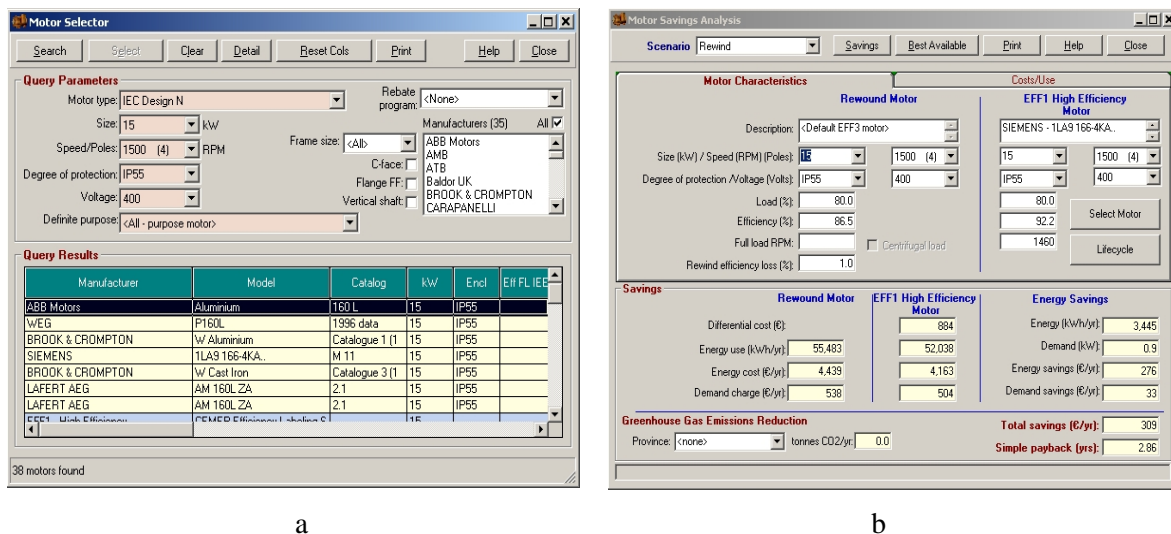 Motor Selector
Search Select Clear Detail Reset Cols Print Help Close
Query Parameters
Motor type: IEC Design N
Rebate program: <None>
Size: 15 kW
Manufacturers (35) All
Speed/Poles: 1500 (4) RPM
Frame size: <All>
ABB Motors
AMB
ATB
Baldor UK
BROOK & CROMPTON
CARAPANELLI
C-face:
Degree of protection: IP55
Flange FF:
Voltage: 400
Vertical shaft:
Definite purpose: <All - purpose motor>
Query Results
Manufacturer Model Catalog kW Encl Eff FL IEE
ABB Motors Aluminium 160 L 15 IP55
WEG P160L 1996 data 15 IP55
BROOK & CROMPTON W Aluminium Catalogue 1 (1 15 IP55
SIEMENS 1LA9 166-4KA.. M 11 15 IP55
BROOK & CROMPTON W Cast Iron Catalogue 3 (1 15 IP55
LAFERT AEG AM 160L ZA 2.1 15 IP55
LAFERT AEG AM 160L ZA 2.1 15 IP55
EFF1 - High Efficiency CEMEP Efficiency Labeling S 15
38 motors found
a
Motor Savings Analysis
Scenario Rewind Savings Best Available Print Help Close
Motor Characteristics Costs/Use
Rewound Motor EFF1 High Efficiency Motor
Description: <Default EFF3 motor> SIEMENS - 1LA9 166-4KA..
Size (kW) / Speed (RPM) (Poles): 15 1500 (4) 15 1500 (4)
Degree of protection /Voltage (Volts): IP55 400 IP55 400
Load (%): 80.0 80.0
Select Motor
Efficiency (%): 86.5 92.2
Full load RPM: Centrifugal load 1460
Lifecycle
Rewind efficiency loss (%): 1.0
Savings
Rewound Motor EFF1 High Efficiency Motor Energy Savings
Differential cost (€): 884 Energy (kWh/yr): 3,445
Energy use (kWh/yr): 55,483 52,038 Demand (kW): 0.9
Energy cost (€/yr): 4,439 4,163 Energy savings (€/yr): 276
Demand charge (€/yr): 538 504 Demand savings (€/yr): 33
Greenhouse Gas Emissions Reduction
Total savings (€/yr): 309
Province: <none> tonnes CO2/yr: 0.0
Simple payback (yrs): 2.86
b